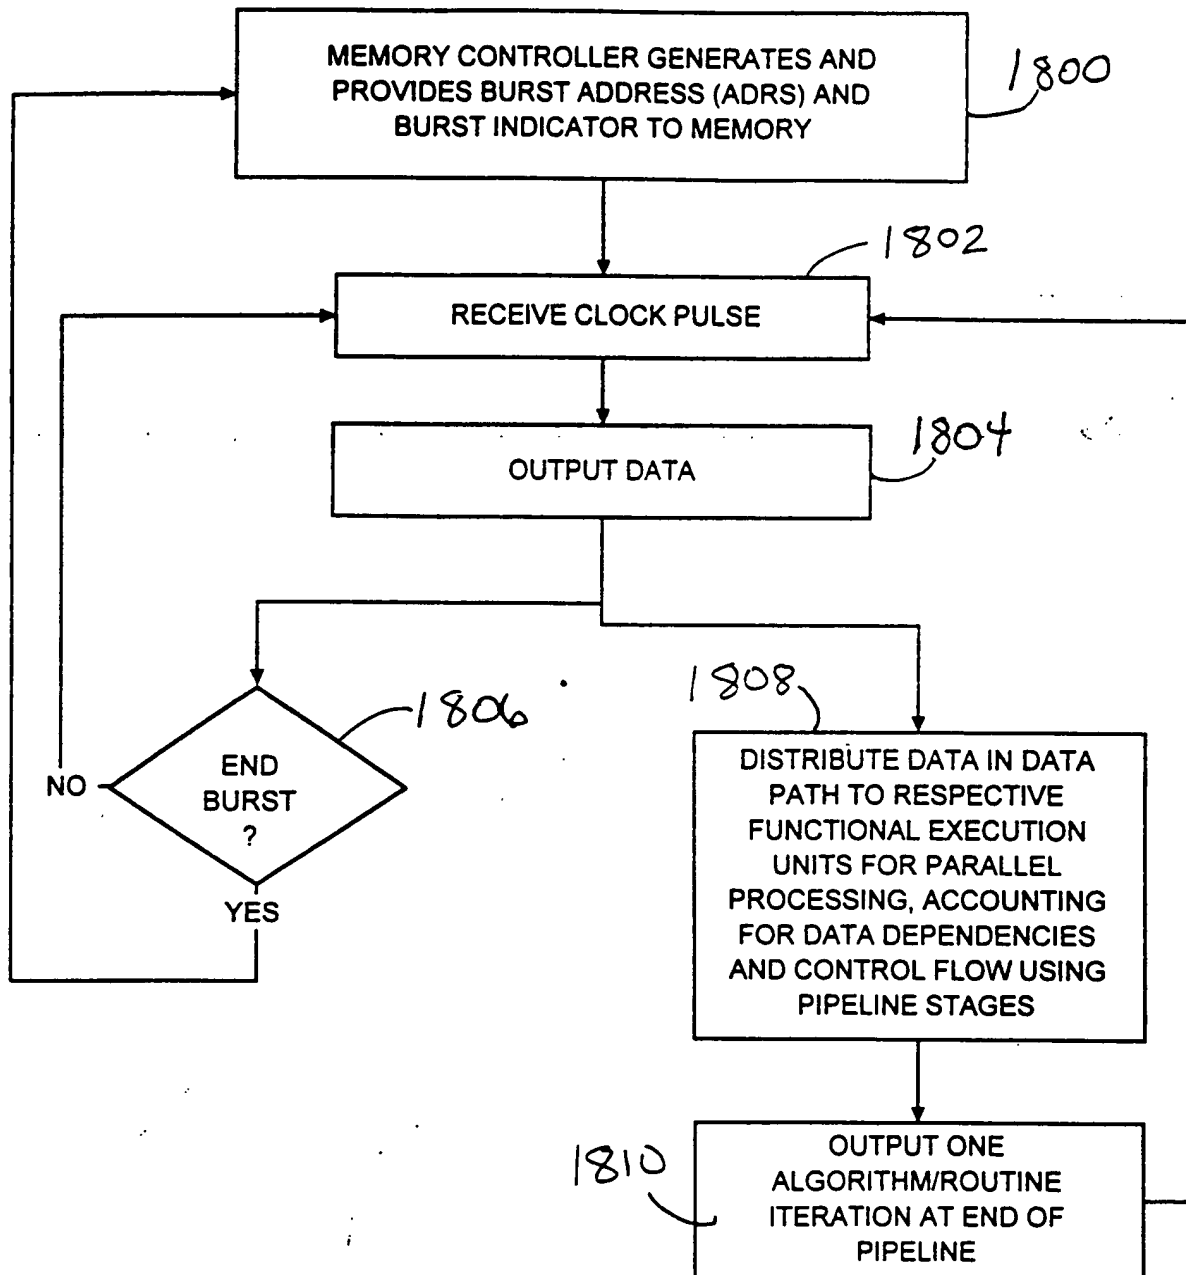 MEMORY CONTROLLER GENERATES AND
PROVIDES BURST ADDRESS (ADRS) AND
BURST INDICATOR TO MEMORY
1800
1802
RECEIVE CLOCK PULSE
1804
OUTPUT DATA
1806
END
BURST
?
NO
YES
1808
DISTRIBUTE DATA IN DATA
PATH TO RESPECTIVE
FUNCTIONAL EXECUTION
UNITS FOR PARALLEL
PROCESSING, ACCOUNTING
FOR DATA DEPENDENCIES
AND CONTROL FLOW USING
PIPELINE STAGES
1810
OUTPUT ONE
ALGORITHM/ROUTINE
ITERATION AT END OF
PIPELINE